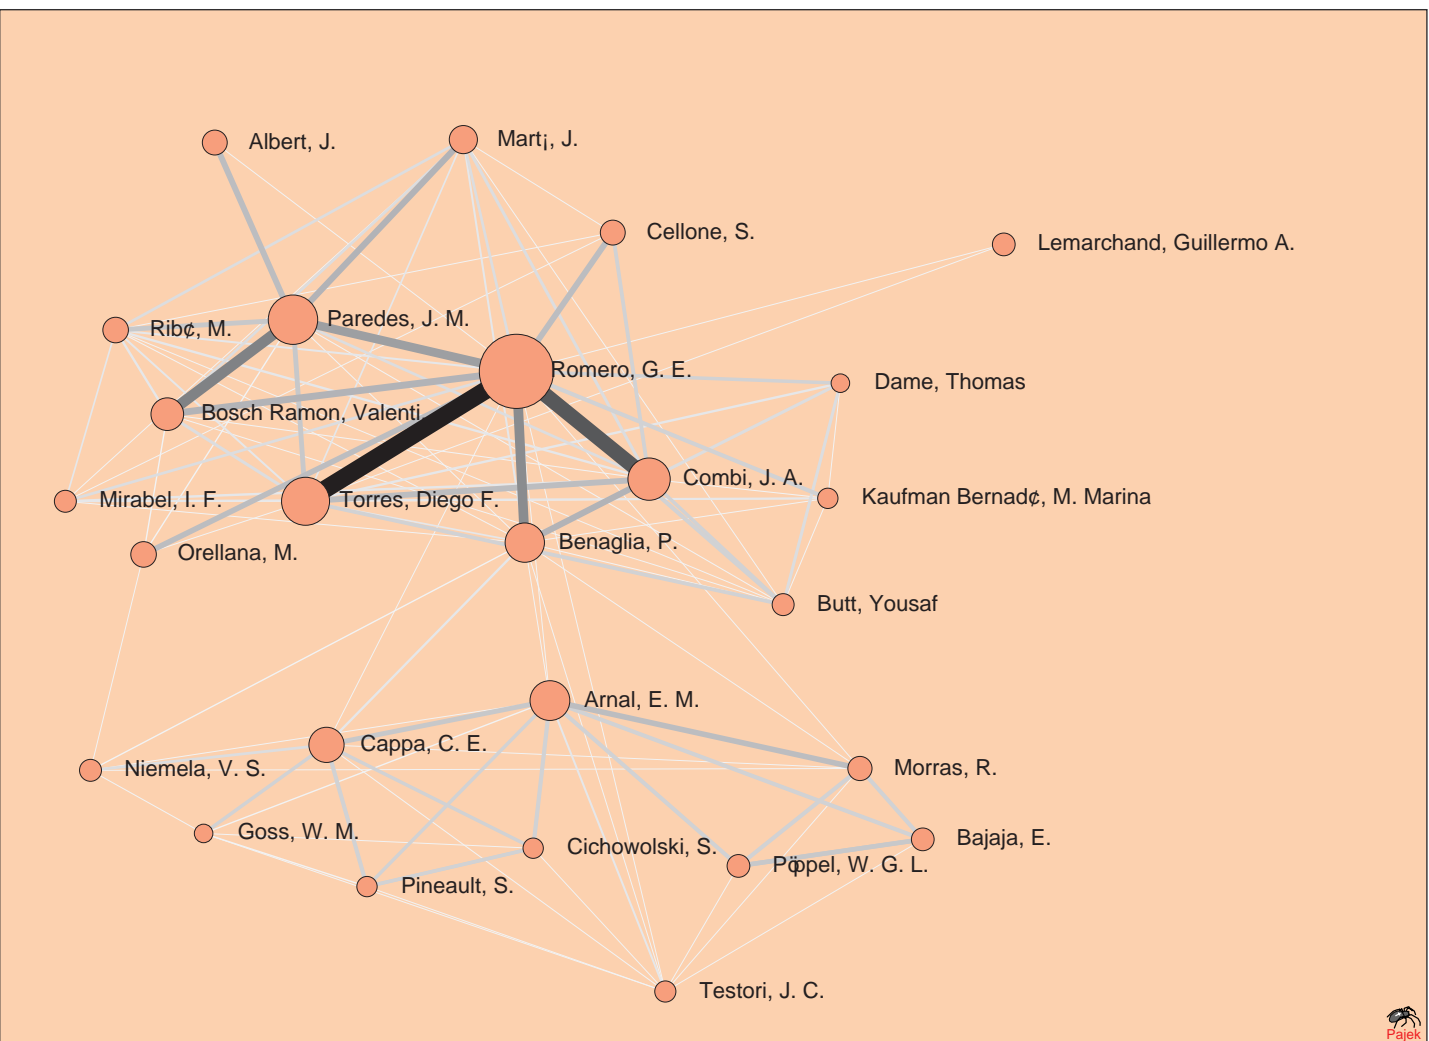 Albert, J.
Mart¡, J.
Cellone, S.
Lemarchand, Guillermo A.
Paredes, J. M.
Rib¢, M.
Romero, G. E.
Dame, Thomas
Bosch Ramon, Valenti
Combi, J. A.
Mirabel, I. F.
Torres, Diego F.
Kaufman Bernad¢, M. Marina
Benaglia, P.
Orellana, M.
Butt, Yousaf
Arnal, E. M.
Cappa, C. E.
Niemela, V. S.
Morras, R.
Goss, W. M.
Cichowolski, S.
Bajaja, E.
Pöppel, W. G. L.
Pineault, S.
Testori, J. C.
Pajek